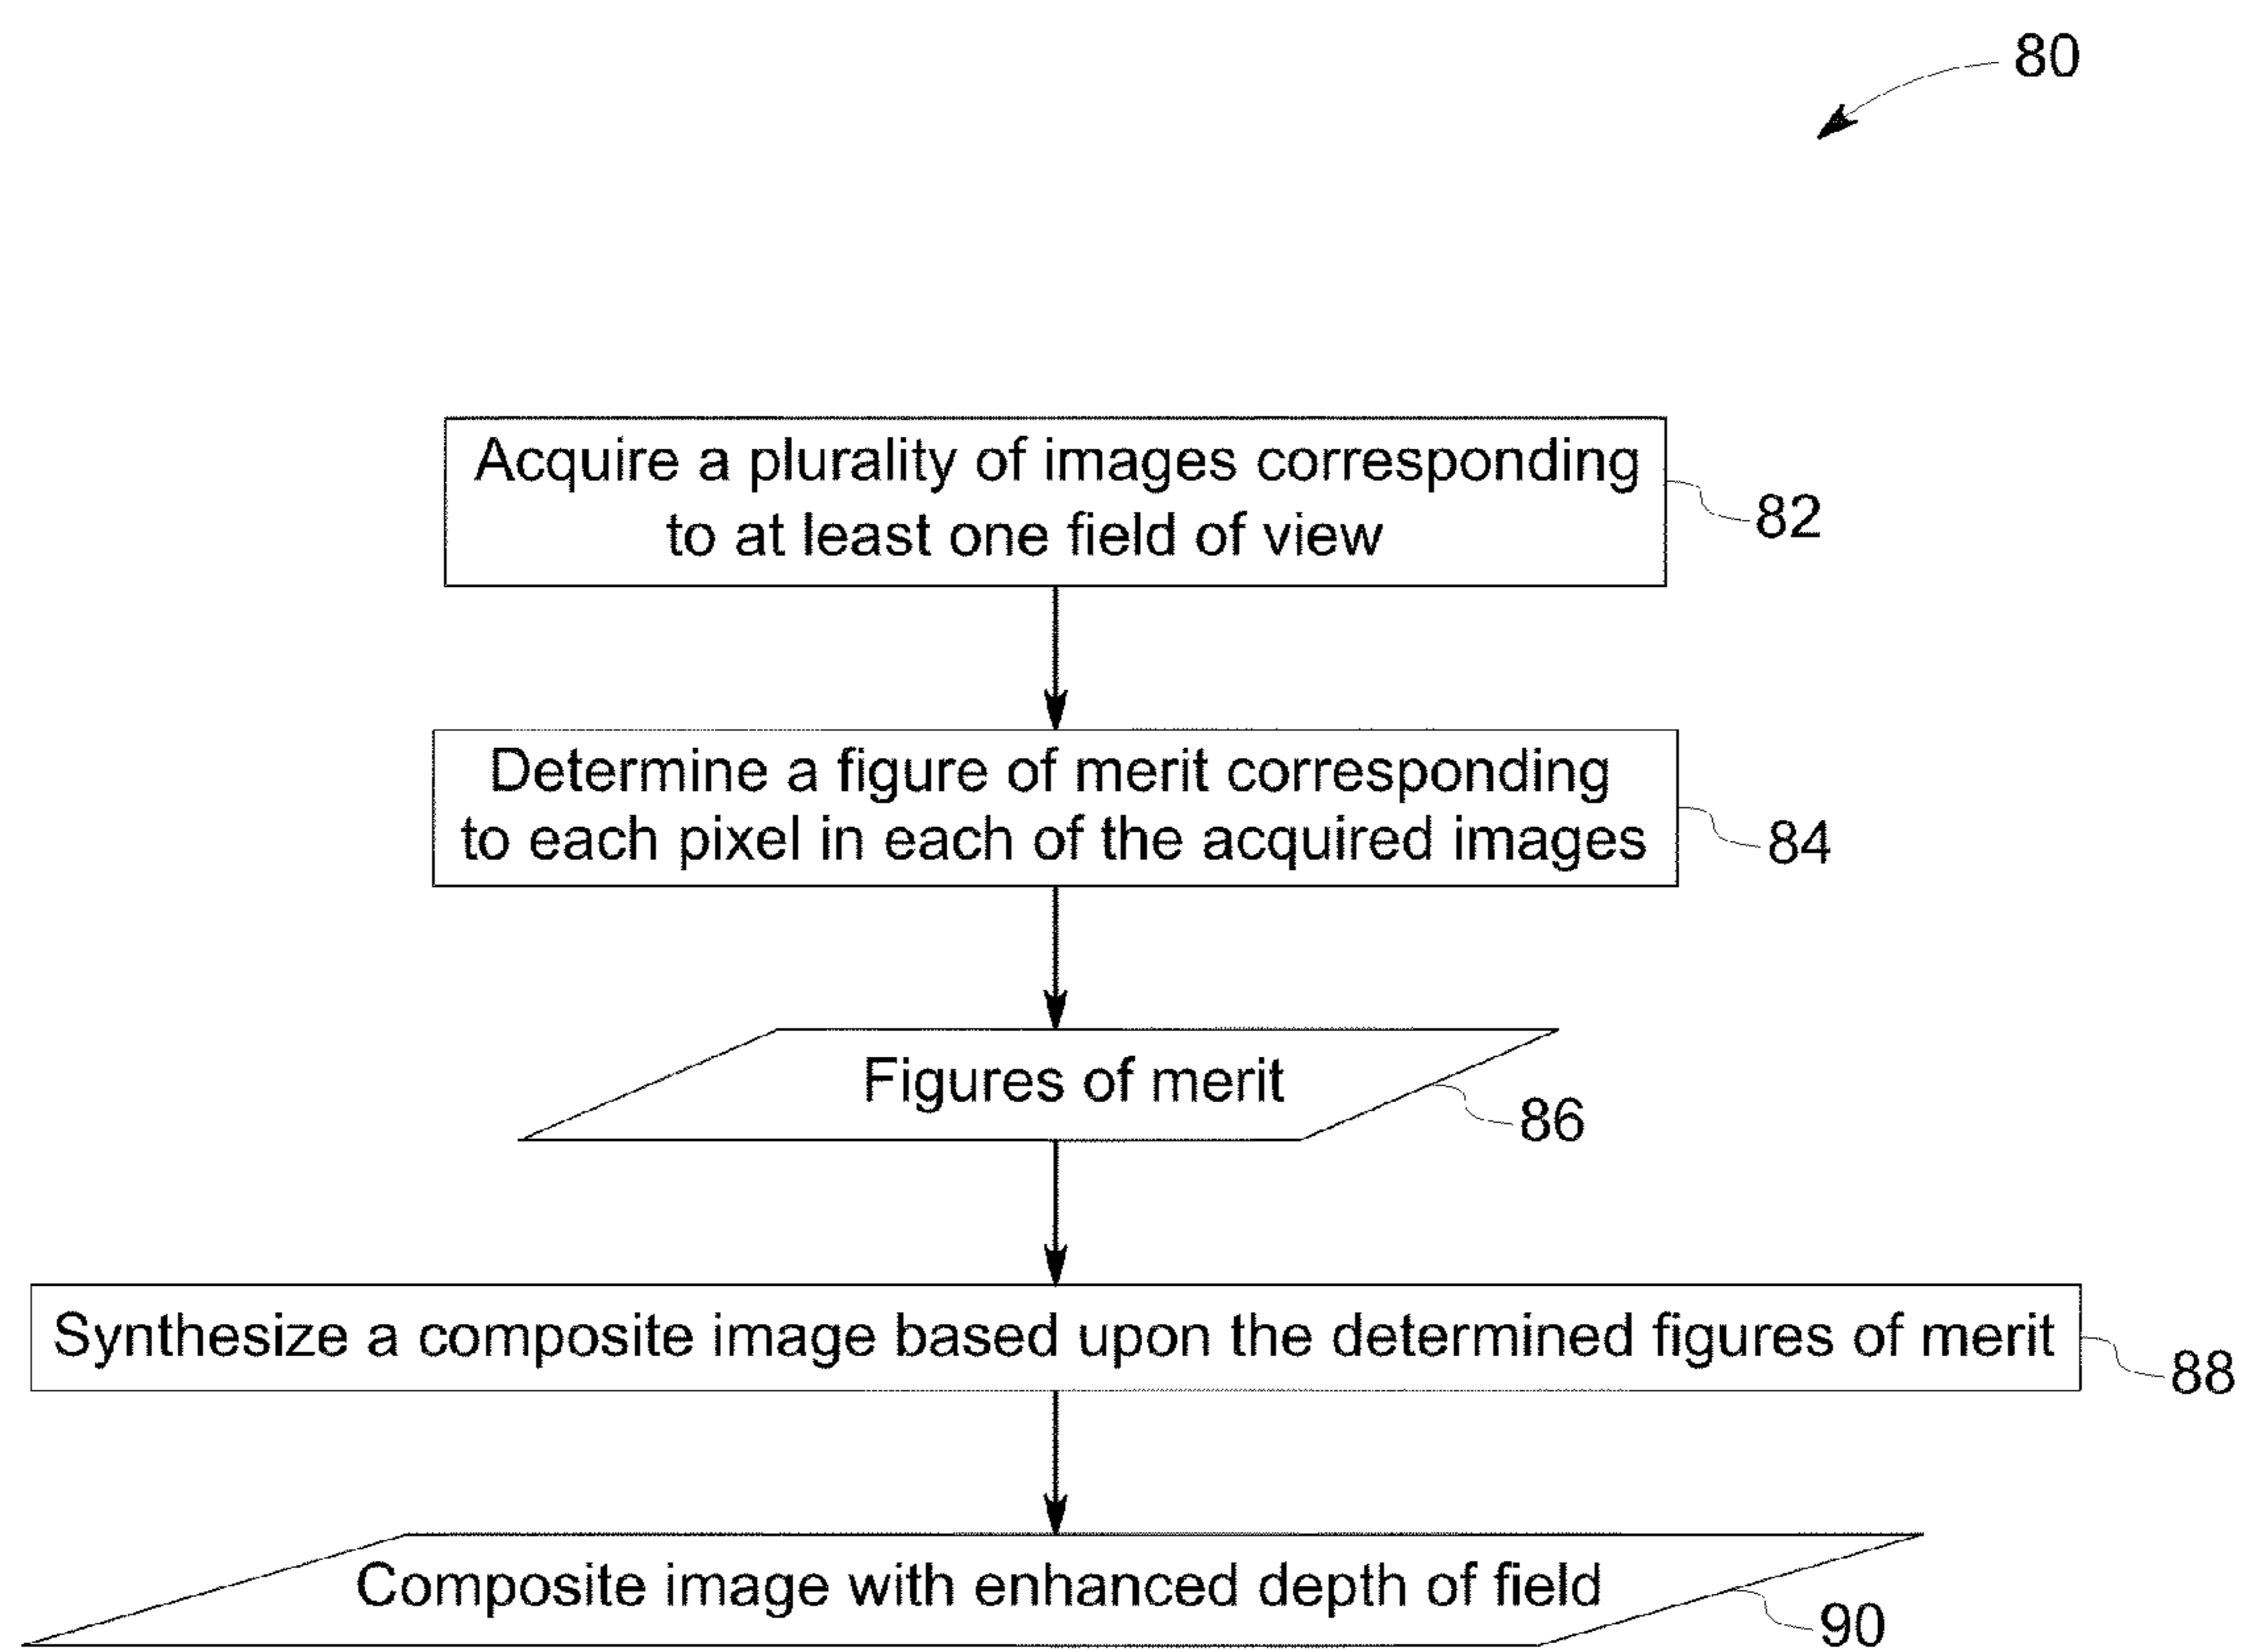 80
Acquire a plurality of images corresponding
to at least one field of view
82
Determine a figure of merit corresponding
to each pixel in each of the acquired images
84
Figures of merit
86
Synthesize a composite image based upon the determined figures of merit
88
Composite image with enhanced depth of field
90